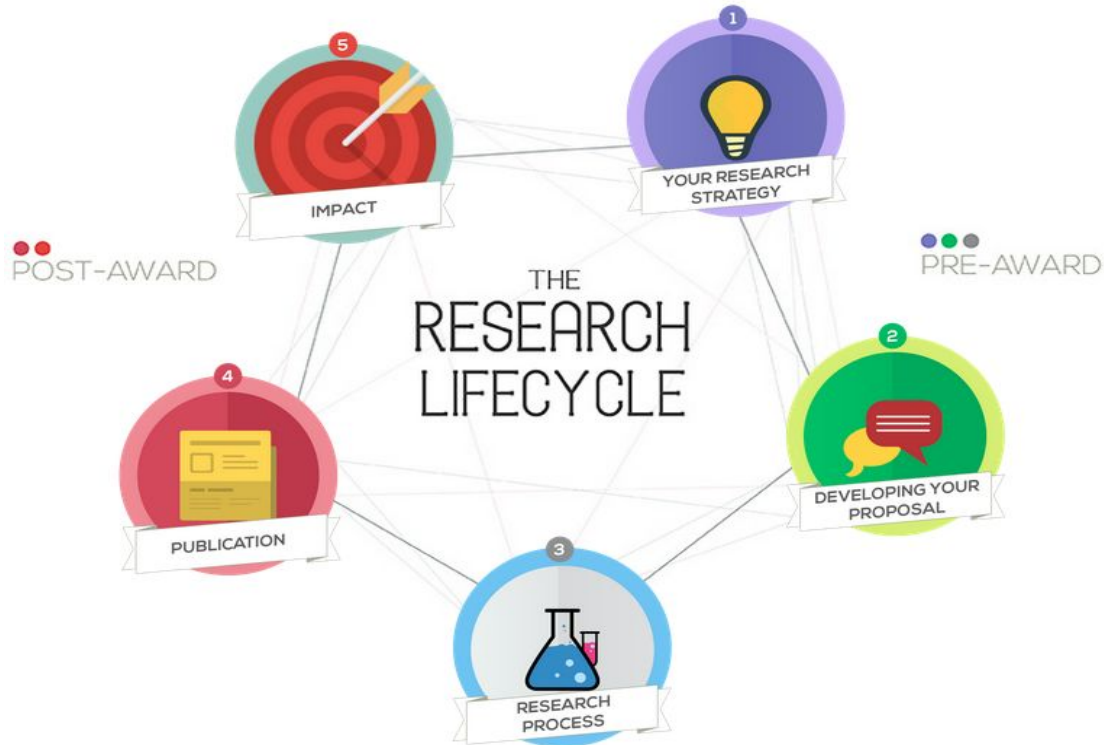 THE
RESEARCH
LIFECYCLE
1
YOUR RESEARCH
STRATEGY
PRE-AWARD
2
DEVELOPING YOUR
PROPOSAL
3
RESEARCH
PROCESS
4
PUBLICATION
5
IMPACT
POST-AWARD